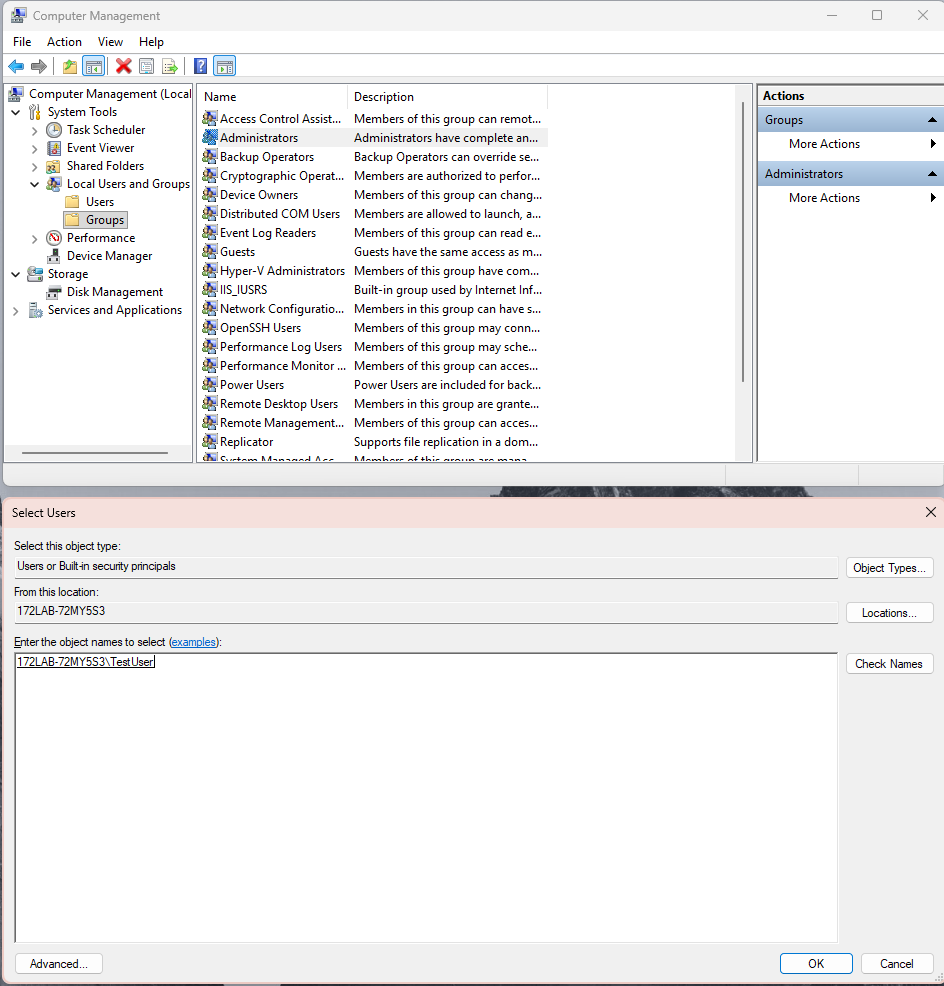 Computer Management
File Action View Help
Computer Management (Local
System Tools
Task Scheduler
Event Viewer
Shared Folders
Local Users and Groups
Users
Groups
Performance
Device Manager
Storage
Disk Management
Services and Applications
Name Description
Access Control Assist... Members of this group can remot...
Administrators Administrators have complete an...
Backup Operators Backup Operators can override se...
Cryptographic Operat... Members are authorized to perfor...
Device Owners Members of this group can chang...
Distributed COM Users Members are allowed to launch, a...
Event Log Readers Members of this group can read e...
Guests Guests have the same access as m...
Hyper-V Administrators Members of this group have com...
IIS_IUSRS Built-in group used by Internet Inf...
Network Configuratio... Members in this group can have s...
OpenSSH Users Members of this group may conn...
Performance Log Users Members of this group may sche...
Performance Monitor ... Members of this group can acces...
Power Users Power Users are included for back...
Remote Desktop Users Members in this group are grante...
Remote Management... Members of this group can acces...
Replicator Supports file replication in a dom...
System Managed Acc... Members of this group are mana...
Actions
Groups
More Actions
Administrators
More Actions
Select Users
Select this object type:
Users or Built-in security principals
Object Types...
From this location:
172LAB-72MY5S3
Locations...
Enter the object names to select (examples):
172LAB-72MY5S3\TestUser
Check Names
Advanced...
OK
Cancel